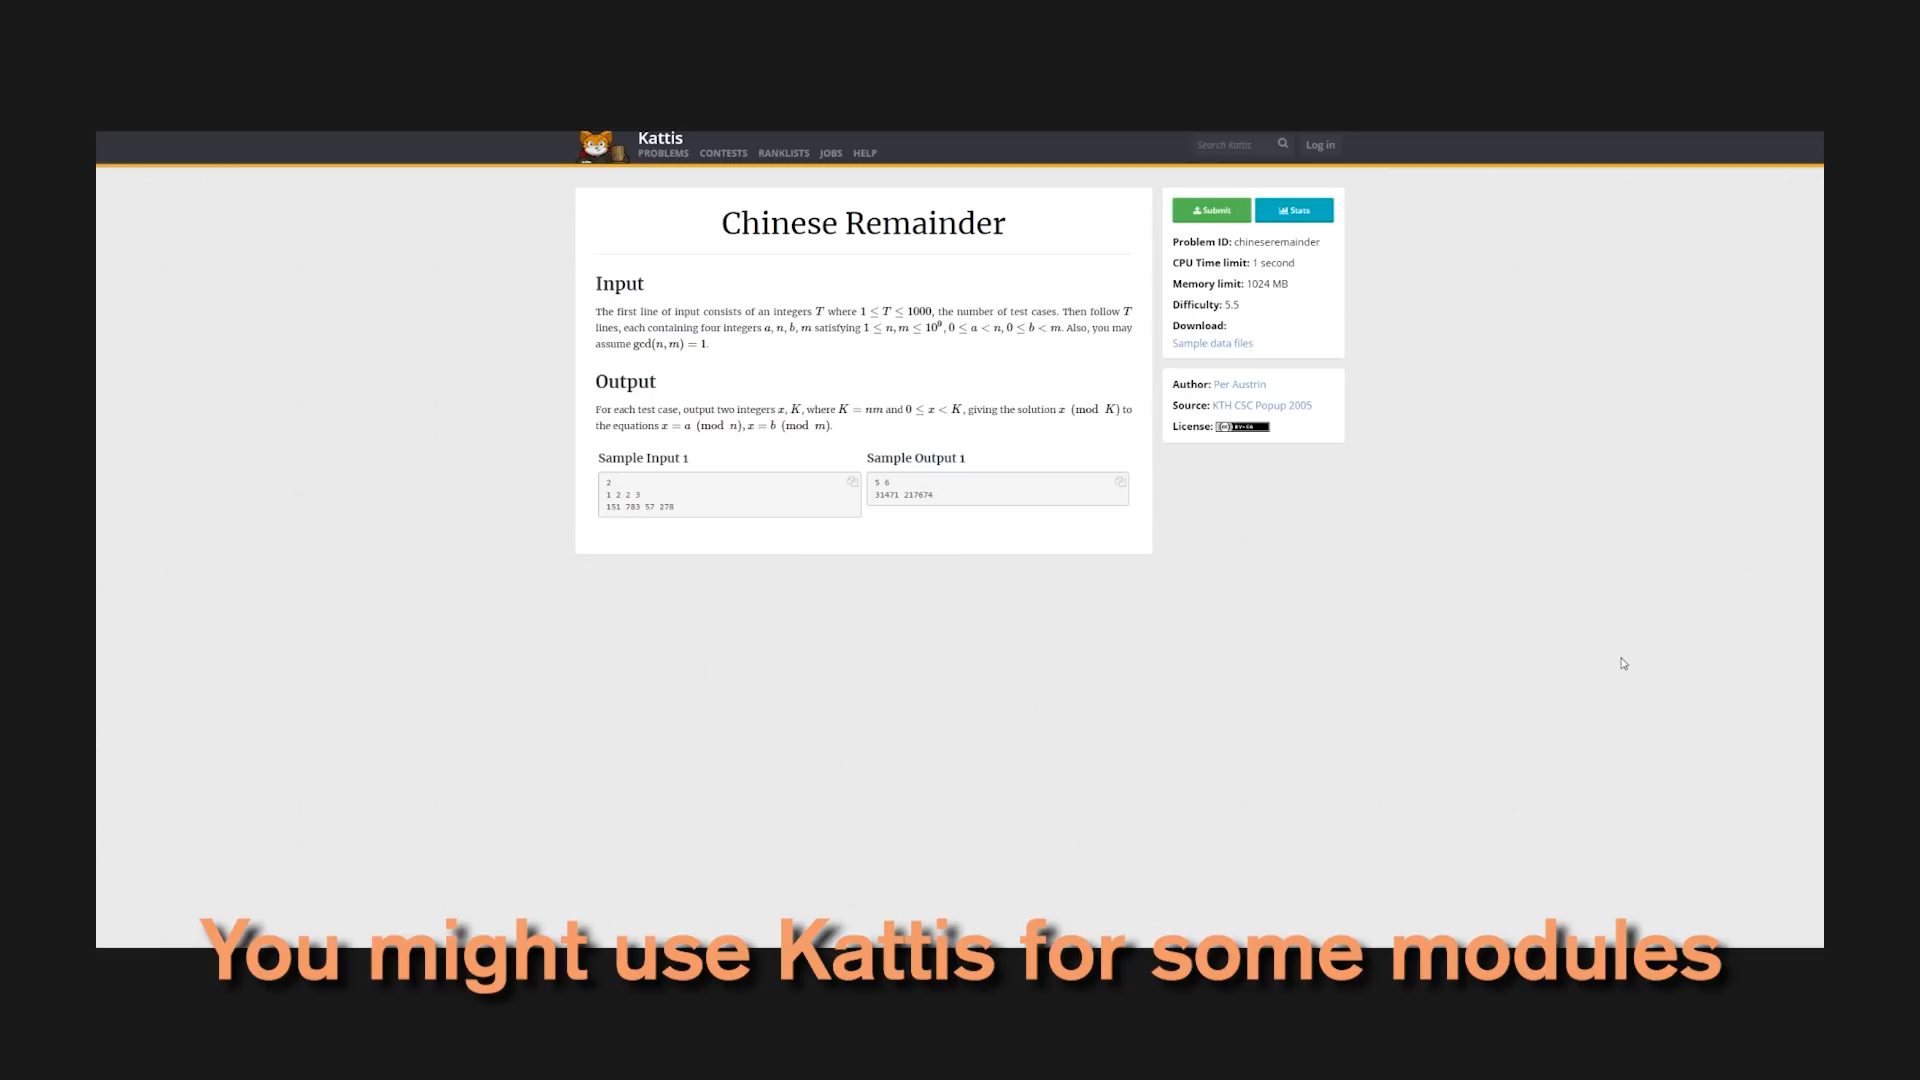 Kattis
PROBLEMS CONTESTS RANKLISTS JOBS HELP
Search Kattis
Log in
Chinese Remainder
Input
The first line of input consists of an integers T where 1 ≤ T ≤ 1000, the number of test cases. Then follow T
lines, each containing four integers a, n, b, m satisfying 1 ≤ n, m ≤ 10⁹, 0 ≤ a < n, 0 ≤ b < m. Also, you may
assume gcd(n, m) = 1.
Output
For each test case, output two integers x, K, where K = nm and 0 ≤ x < K, giving the solution x (mod K) to
the equations x = a (mod n), x = b (mod m).
Sample Input 1
2
1 2 2 3
151 783 57 278
Sample Output 1
5 6
31471 217674
Submit
Stats
Problem ID: chineseremainder
CPU Time limit: 1 second
Memory limit: 1024 MB
Difficulty: 5.5
Download:
Sample data files
Author: Per Austrin
Source: KTH CSC Popup 2005
License: (cc) BY-SA
You might use Kattis for some modules